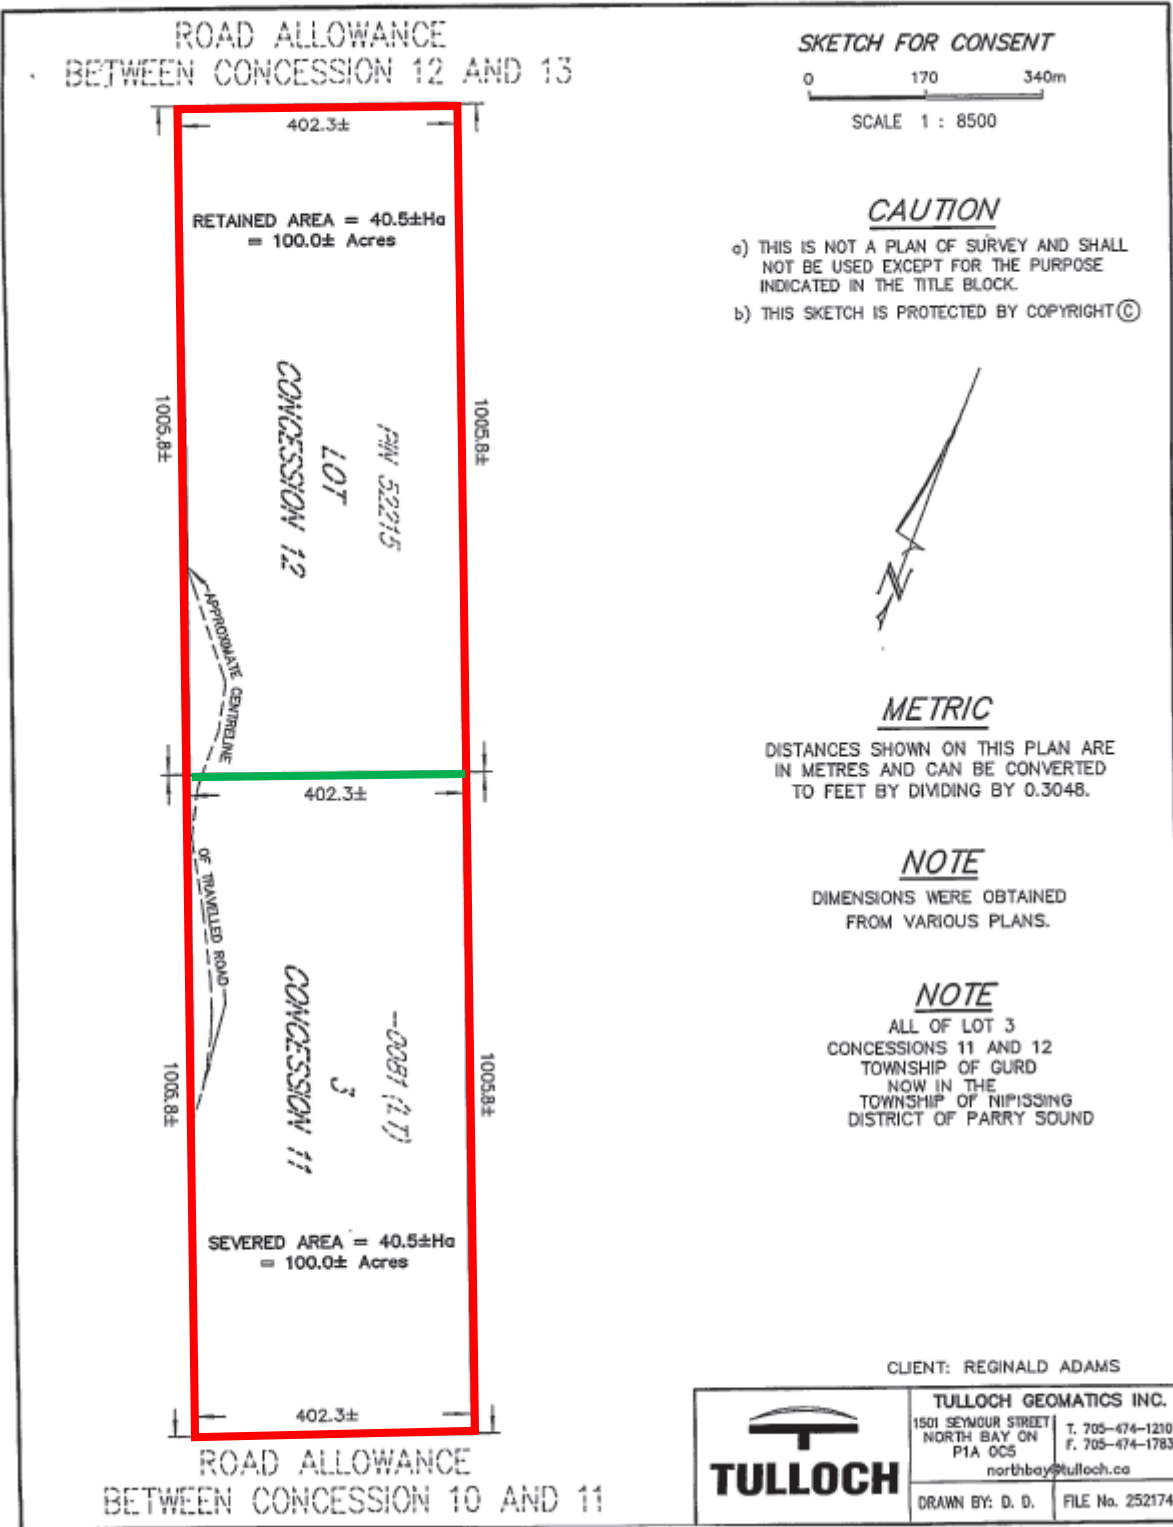 ROAD ALLOWANCE
BETWEEN CONCESSION 12 AND 13
402.3±
RETAINED AREA = 40.5±Ha
= 100.0± Acres
1005.8±
1005.8±
CONCESSION 12
LOT
PIN 52215
APPROXIMATE CENTRELINE
402.3±
OF TRAVELLED ROAD
1005.8±
1005.8±
CONCESSION 11
3
-0081 (LT)
SEVERED AREA = 40.5±Ha
= 100.0± Acres
402.3±
ROAD ALLOWANCE
BETWEEN CONCESSION 10 AND 11
SKETCH FOR CONSENT
0 170 340m
SCALE 1 : 8500
CAUTION
a) THIS IS NOT A PLAN OF SURVEY AND SHALL
NOT BE USED EXCEPT FOR THE PURPOSE
INDICATED IN THE TITLE BLOCK.
b) THIS SKETCH IS PROTECTED BY COPYRIGHT ©
N
METRIC
DISTANCES SHOWN ON THIS PLAN ARE
IN METRES AND CAN BE CONVERTED
TO FEET BY DIVIDING BY 0.3048.
NOTE
DIMENSIONS WERE OBTAINED
FROM VARIOUS PLANS.
NOTE
ALL OF LOT 3
CONCESSIONS 11 AND 12
TOWNSHIP OF GURD
NOW IN THE
TOWNSHIP OF NIPISSING
DISTRICT OF PARRY SOUND
CLIENT: REGINALD ADAMS
TULLOCH
TULLOCH GEOMATICS INC.
1501 SEYMOUR STREET
NORTH BAY ON
P1A 0C5
T. 705-474-1210
F. 705-474-1783
northbay@tulloch.ca
DRAWN BY: D. D.
FILE No. 252174